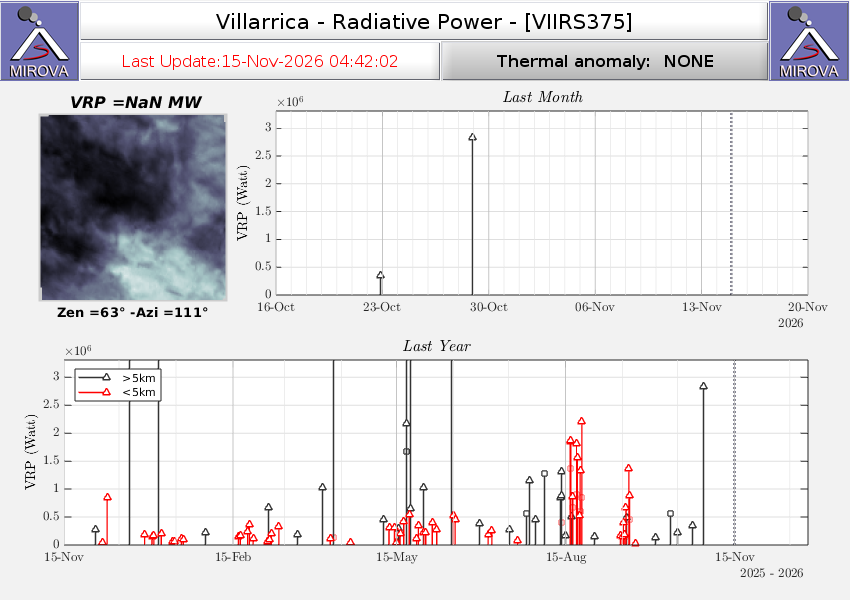 Villarrica - Radiative Power - [VIIRS375]
MIROVA
MIROVA
Last Update:15-Nov-2026 04:42:02
Thermal anomaly: NONE
VRP =NaN MW
Zen =63° -Azi =111°
Last Month
×10⁶
VRP (Watt)
3
2.5
2
1.5
1
0.5
0
16-Oct 23-Oct 30-Oct 06-Nov 13-Nov 20-Nov
2026
Last Year
×10⁶
VRP (Watt)
>5km
<5km
3
2.5
2
1.5
1
0.5
0
15-Nov 15-Feb 15-May 15-Aug 15-Nov
2025 - 2026